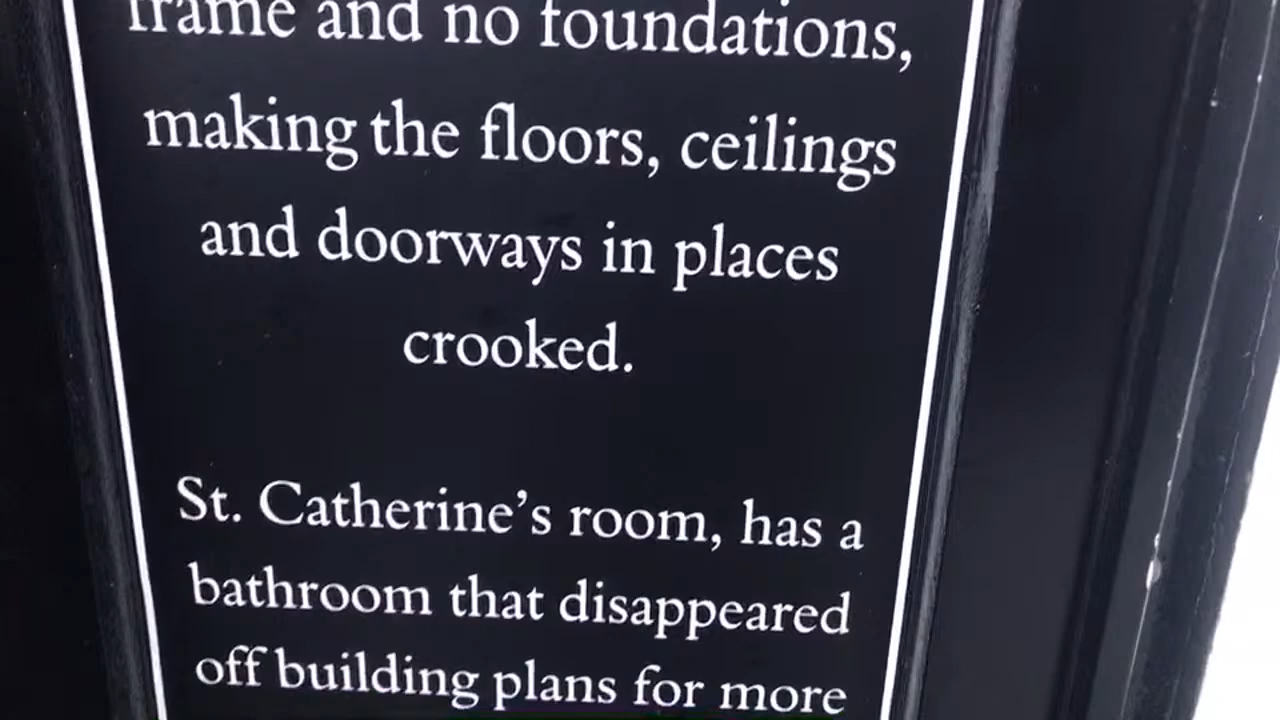 frame and no foundations,
making the floors, ceilings
and doorways in places
crooked.
St. Catherine’s room, has a
bathroom that disappeared
off building plans for more